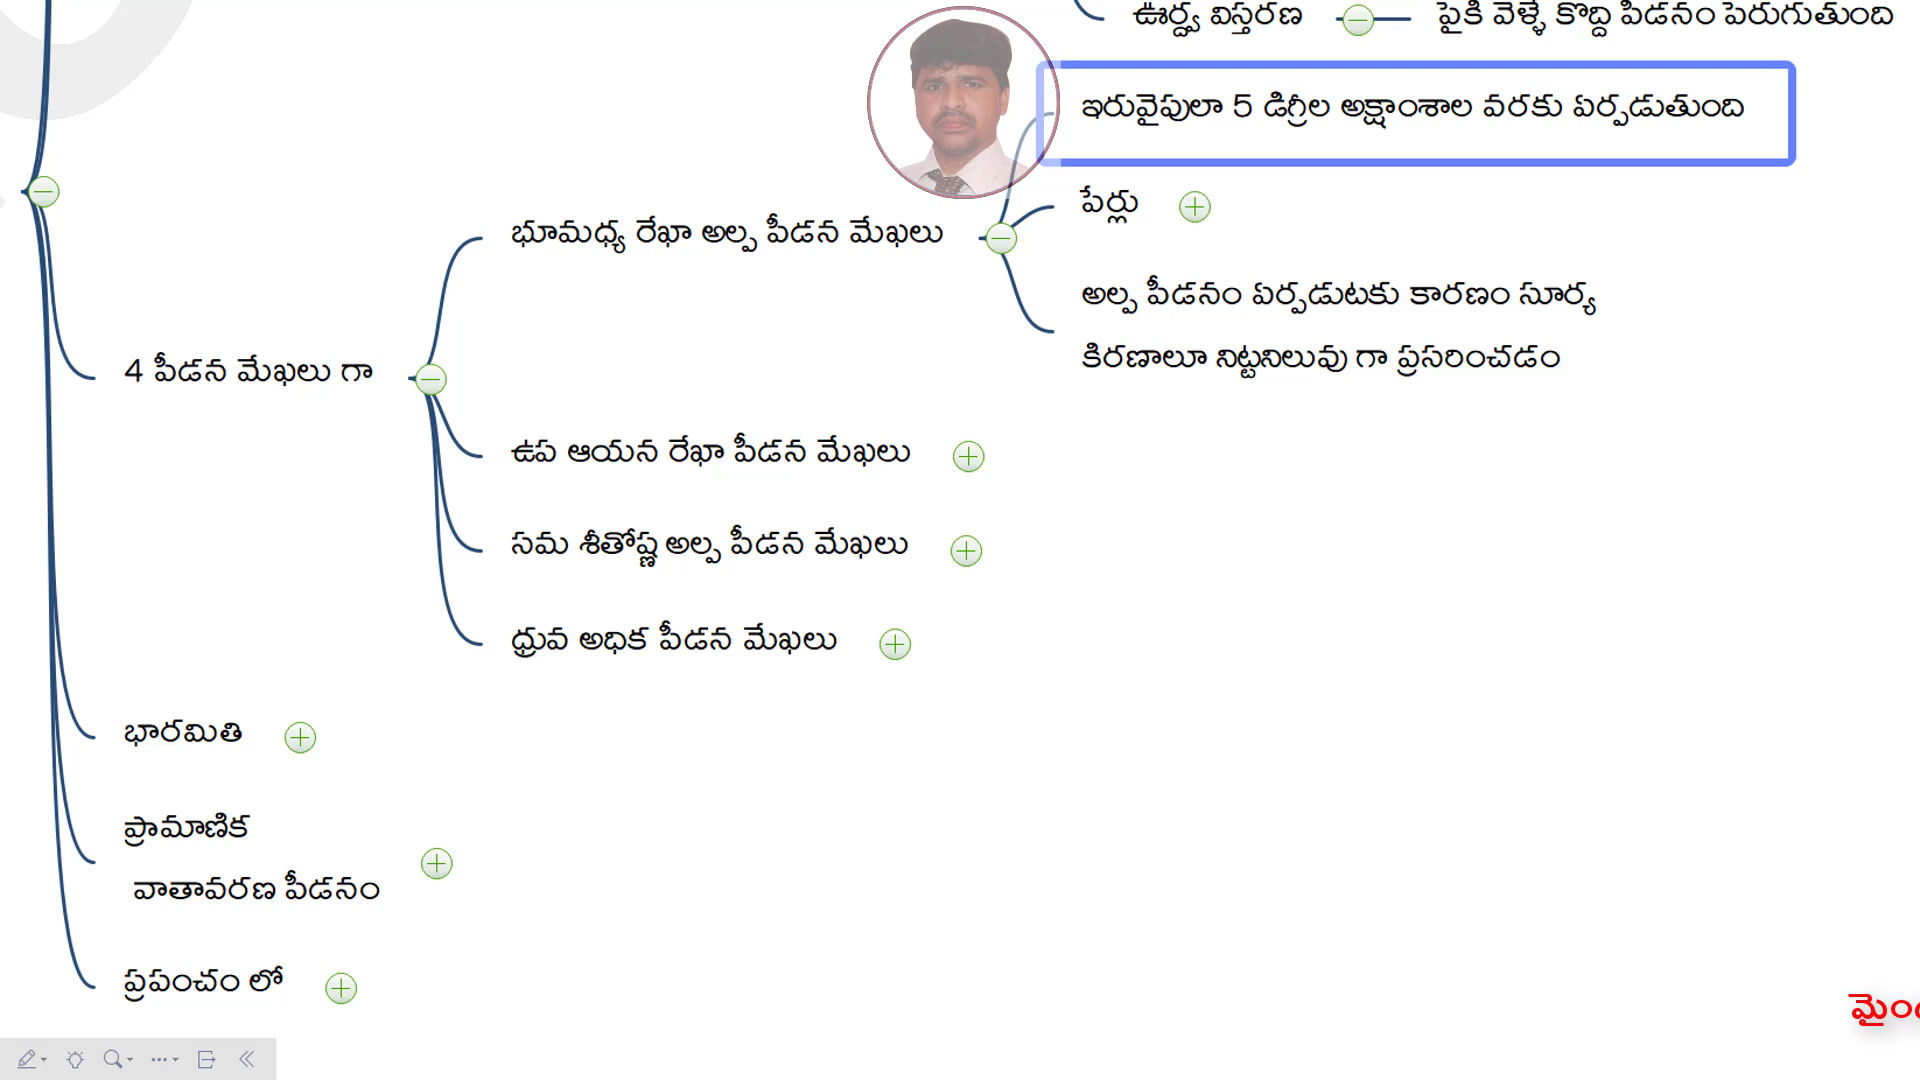 ఊర్ధ్వ విస్తరణ
పైకి వెళ్ళే కొద్ది పీడనం పెరుగుతుంది
ఇరువైపులా 5 డిగ్రీల అక్షాంశాల వరకు ఏర్పడుతుంది
పేర్లు
భూమధ్య రేఖా అల్ప పీడన మేఖలు
అల్ప పీడనం ఏర్పడుటకు కారణం సూర్య
కిరణాలూ నిట్టనిలువు గా ప్రసరించడం
4 పీడన మేఖలు గా
ఉప ఆయన రేఖా పీడన మేఖలు
సమ శీతోష్ణ అల్ప పీడన మేఖలు
ధ్రువ అధిక పీడన మేఖలు
భారమితి
ప్రామాణిక
వాతావరణ పీడనం
ప్రపంచం లో